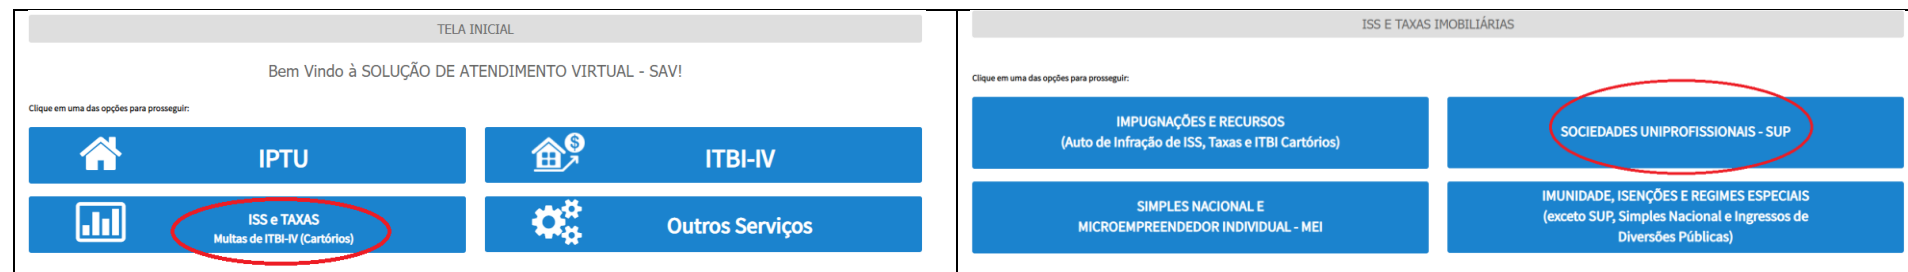 TELA INICIAL
Bem Vindo à SOLUÇÃO DE ATENDIMENTO VIRTUAL - SAV!
Clique em uma das opções para prosseguir:
IPTU
ITBI-IV
ISS e TAXAS
Multas de ITBI-IV (Cartórios)
Outros Serviços
ISS E TAXAS IMOBILIÁRIAS
Clique em uma das opções para prosseguir:
IMPUGNAÇÕES E RECURSOS
(Auto de Infração de ISS, Taxas e ITBI Cartórios)
SOCIEDADES UNIPROFISSIONAIS - SUP
SIMPLES NACIONAL E
MICROEMPREENDEDOR INDIVIDUAL - MEI
IMUNIDADE, ISENÇÕES E REGIMES ESPECIAIS
(exceto SUP, Simples Nacional e Ingressos de
Diversões Públicas)